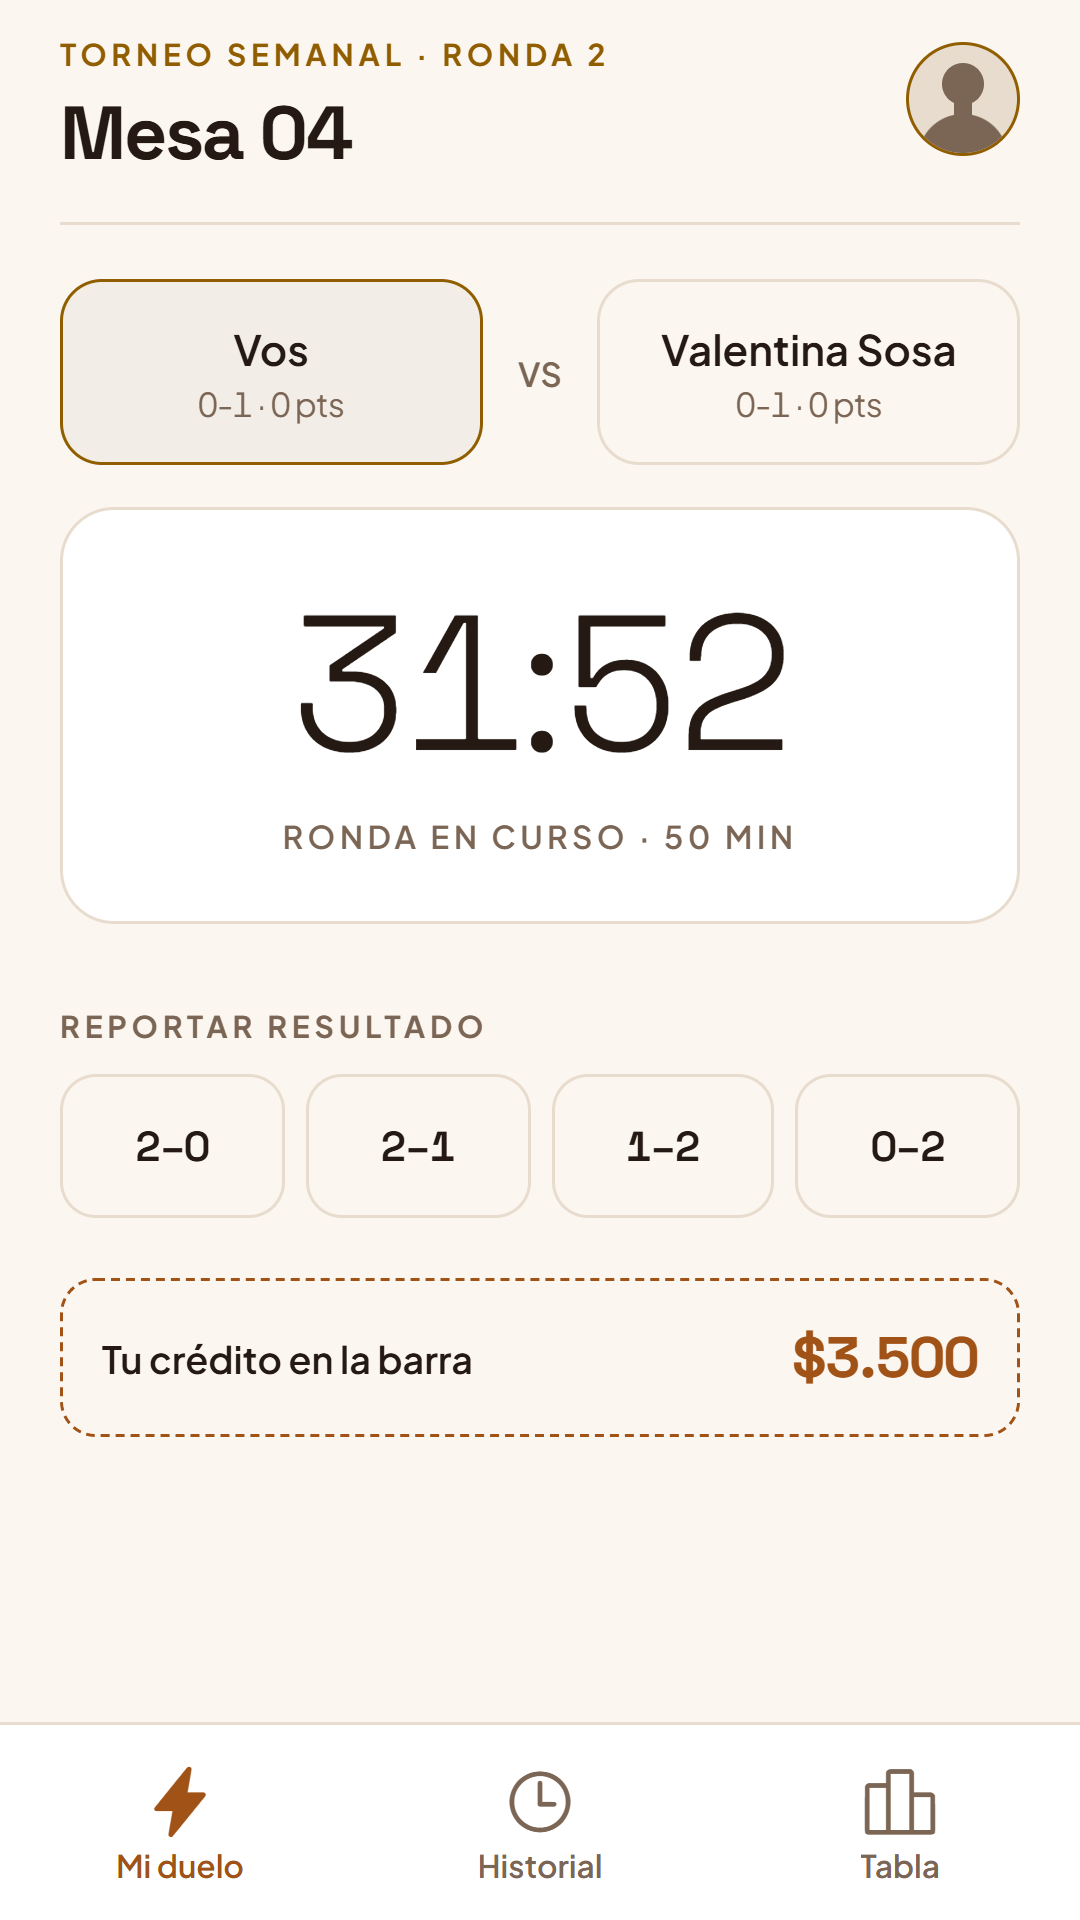 TORNEO SEMANAL · RONDA 2
Mesa 04
Vos
0-1 · 0 pts
VS
Valentina Sosa
0-1 · 0 pts
31:52
RONDA EN CURSO · 50 MIN
REPORTAR RESULTADO
2–0
2–1
1–2
0–2
Tu crédito en la barra
$3.500
Mi duelo
Historial
Tabla